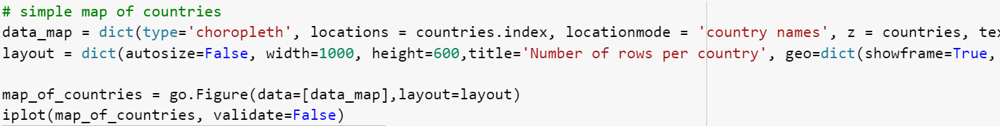 # simple map of countries
data_map = dict(type='choropleth', locations = countries.index, locationmode = 'country names', z = countries,
layout = dict(autosize=False, width=1000, height=600,title='Number of rows per country', geo=dict(showframe=True,
map_of_countries = go.Figure(data=[data_map],layout=layout)
iplot(map_of_countries, validate=False)